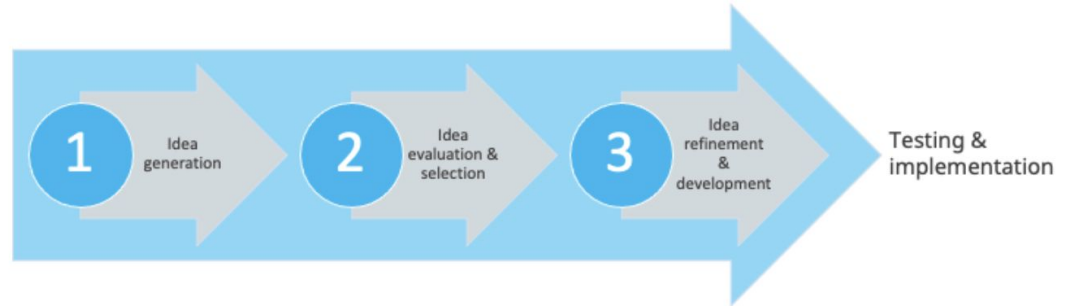 1
Idea
generation
2
Idea
evaluation &
selection
3
Idea
refinement
&
development
Testing &
implementation